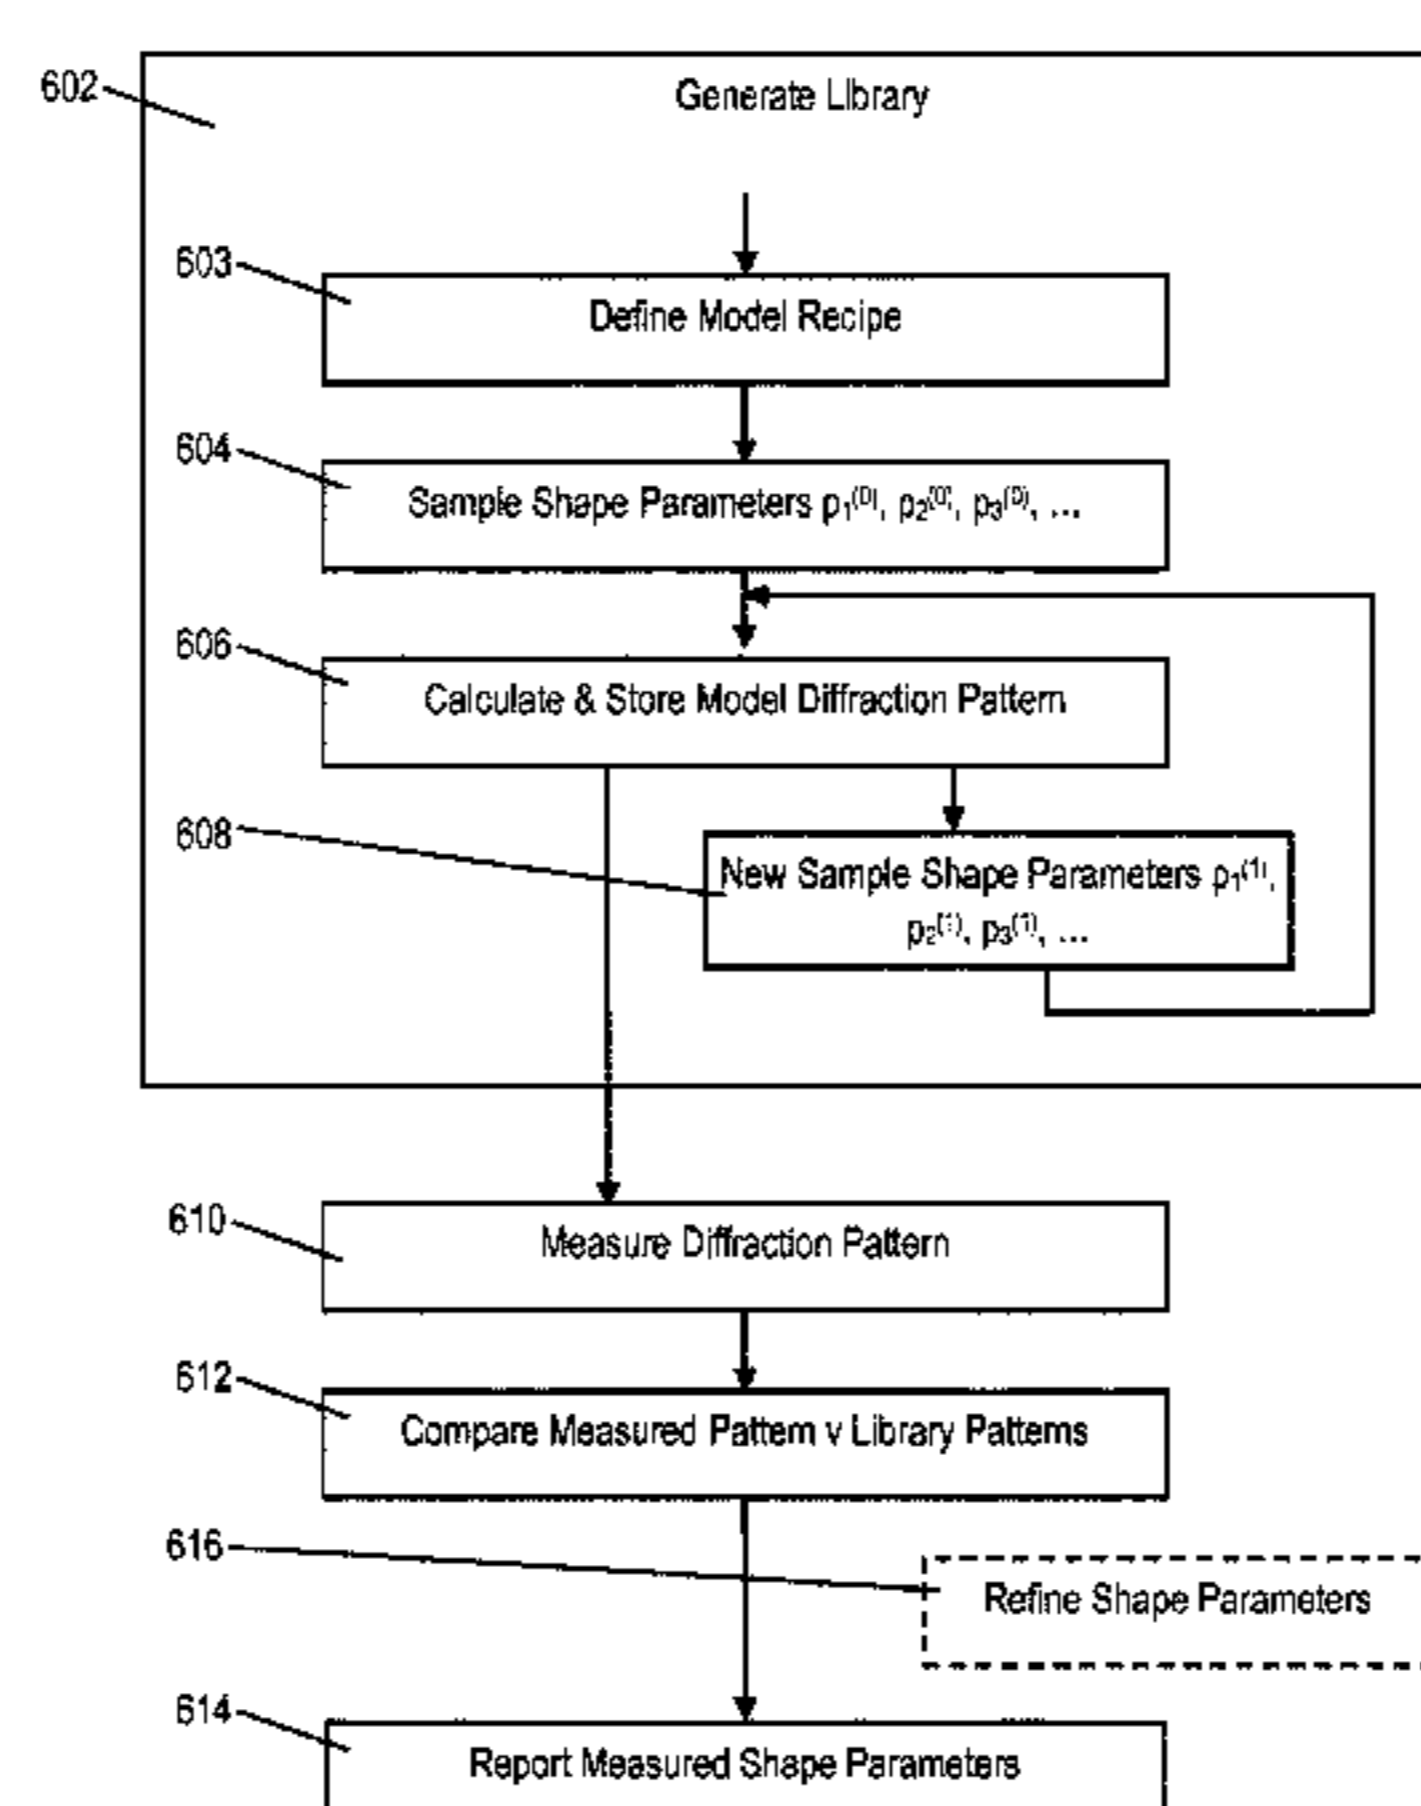 602
Generate Library
603
Define Model Recipe
604
Sample Shape Parameters p₁⁽⁰⁾, p₂⁽⁰⁾, p₃⁽⁰⁾, ...
606
Calculate & Store Model Diffraction Pattern
608
New Sample Shape Parameters p₁⁽¹⁾,
p₂⁽¹⁾, p₃⁽¹⁾, ...
610
Measure Diffraction Pattern
612
Compare Measured Pattern v Library Patterns
616
Refine Shape Parameters
614
Report Measured Shape Parameters